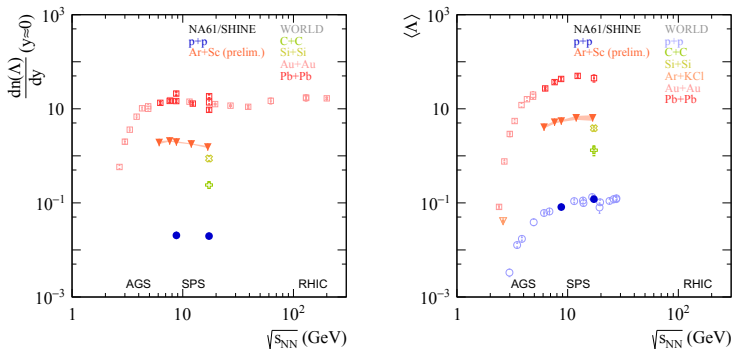 dn(Λ)/dy (y≈0)
NA61/SHINE WORLD
p+p C+C
Ar+Sc (prelim.) Si+Si
Au+Au
Pb+Pb
10³
10
10⁻¹
10⁻³
AGS SPS RHIC
1 10 10²
√sNN (GeV)
⟨Λ⟩
NA61/SHINE WORLD
p+p p+p
Ar+Sc (prelim.) C+C
Si+Si
Ar+KCl
Au+Au
Pb+Pb
10³
10
10⁻¹
10⁻³
AGS SPS RHIC
1 10 10²
√sNN (GeV)